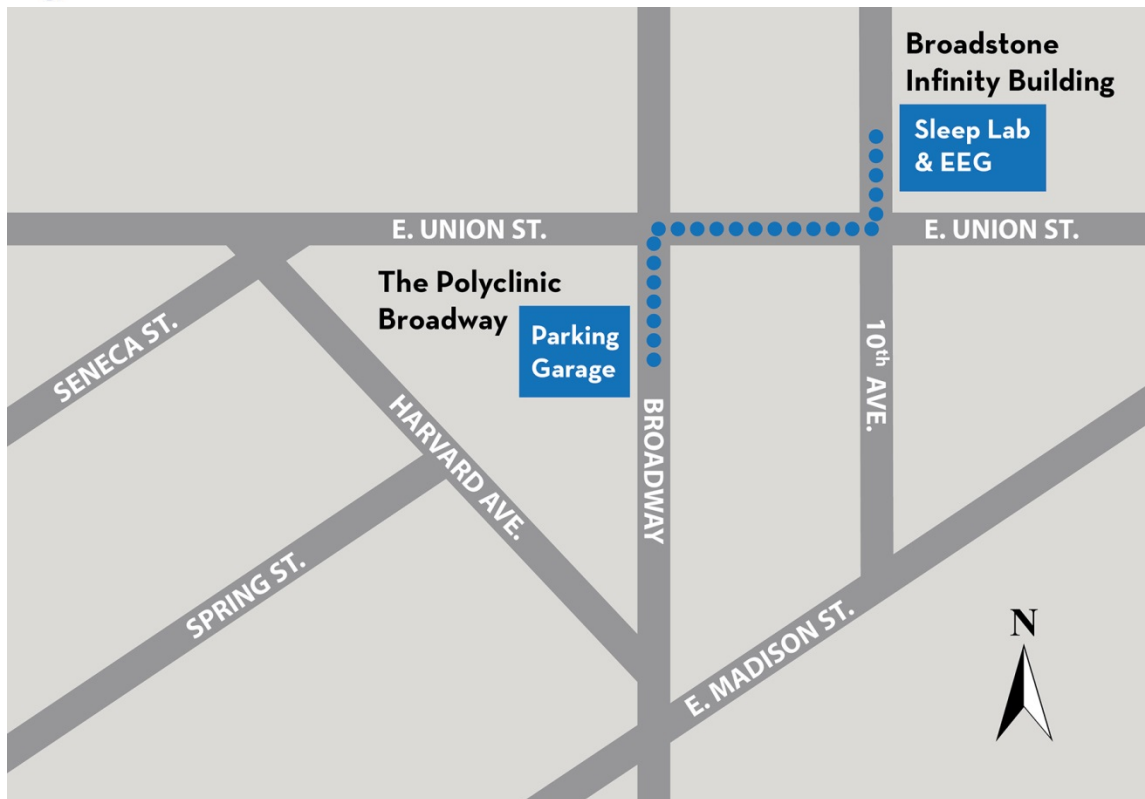 Broadstone
Infinity Building
Sleep Lab
& EEG
E. UNION ST.
E. UNION ST.
The Polyclinic
Broadway
Parking
Garage
SENECA ST.
HARVARD AVE.
BROADWAY
10th AVE.
SPRING ST.
E. MADISON ST.
N